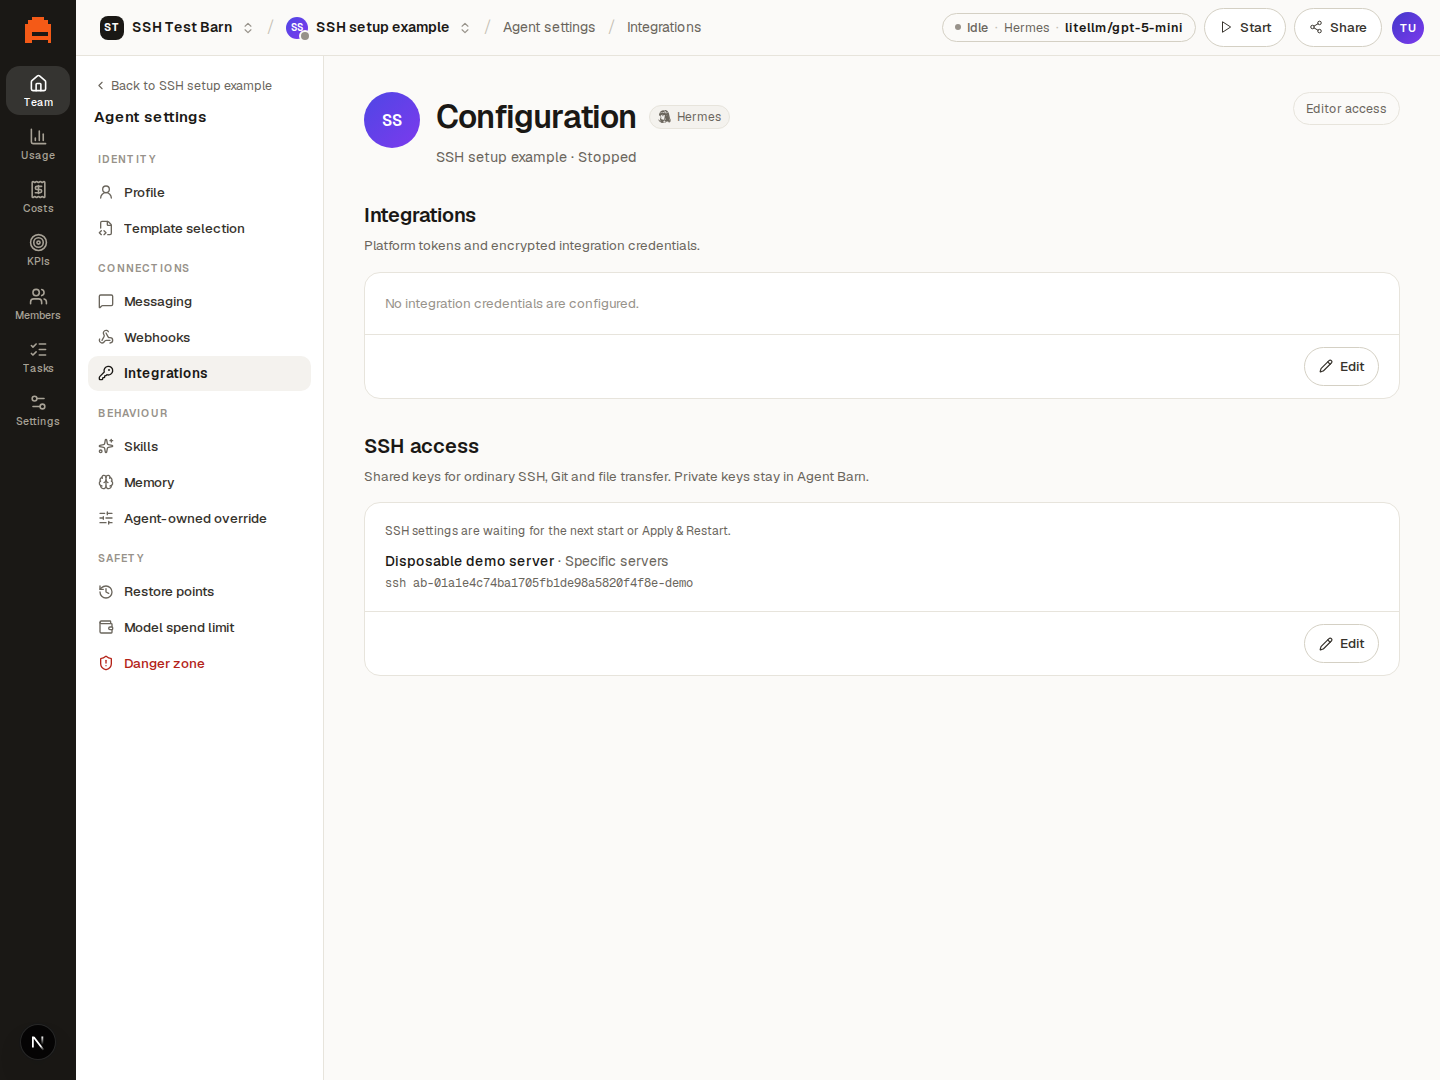 ST SSH Test Barn / SS SSH setup example / Agent settings / Integrations
Idle · Hermes · litellm/gpt-5-mini
Start
Share
TU
Team
Usage
Costs
KPIs
Members
Tasks
Settings
N
Back to SSH setup example
Agent settings
IDENTITY
Profile
Template selection
CONNECTIONS
Messaging
Webhooks
Integrations
BEHAVIOUR
Skills
Memory
Agent-owned override
SAFETY
Restore points
Model spend limit
Danger zone
SS
Configuration
Hermes
SSH setup example · Stopped
Editor access
Integrations
Platform tokens and encrypted integration credentials.
No integration credentials are configured.
Edit
SSH access
Shared keys for ordinary SSH, Git and file transfer. Private keys stay in Agent Barn.
SSH settings are waiting for the next start or Apply & Restart.
Disposable demo server · Specific servers
ssh ab-01a1e4c74ba1705fb1de98a5820f4f8e-demo
Edit